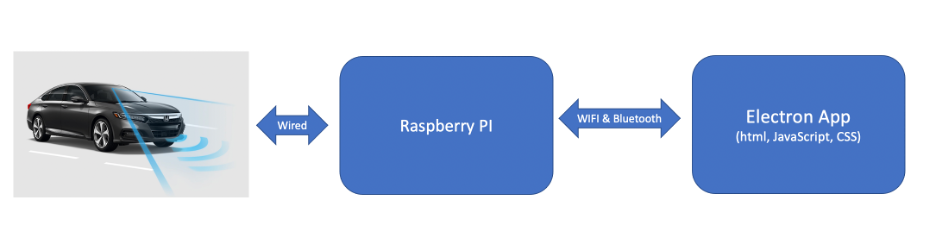 Wired
Raspberry PI
WIFI & Bluetooth
Electron App
(html, JavaScript, CSS)